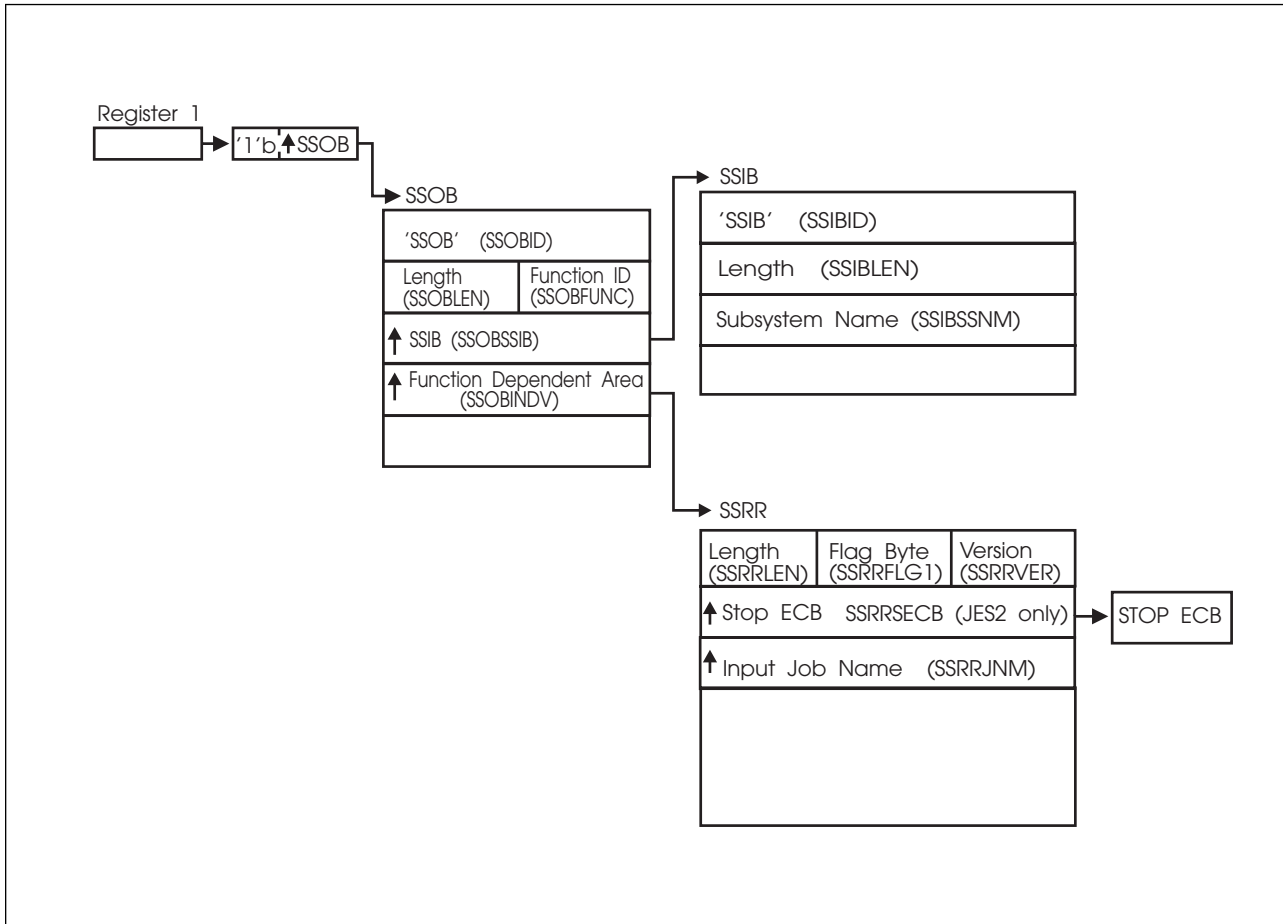 Register 1
'1'b SSOB
SSOB
'SSOB' (SSOBID)
Length
(SSOBLEN)
Function ID
(SSOBFUNC)
SSIB (SSOBSSIB)
Function Dependent Area
(SSOBINDV)
SSIB
'SSIB' (SSIBID)
Length (SSIBLEN)
Subsystem Name (SSIBSSNM)
SSRR
Length
(SSRRLEN)
Flag Byte
(SSRRFLG1)
Version
(SSRRVER)
Stop ECB SSRRSECB (JES2 only)
STOP ECB
Input Job Name (SSRRJNM)